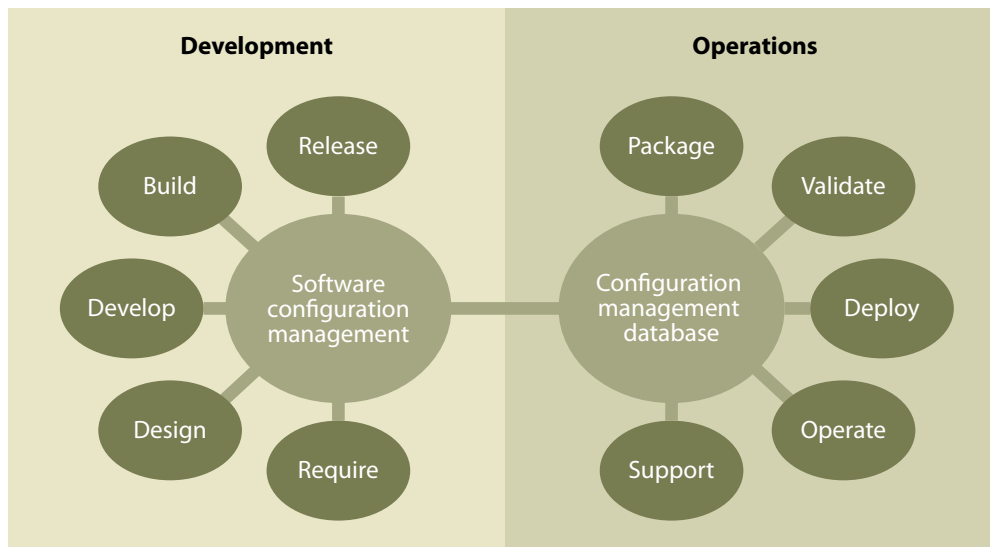 Development
Release
Build
Develop
Software
configuration
management
Design
Require
Operations
Package
Validate
Configuration
management
database
Deploy
Operate
Support